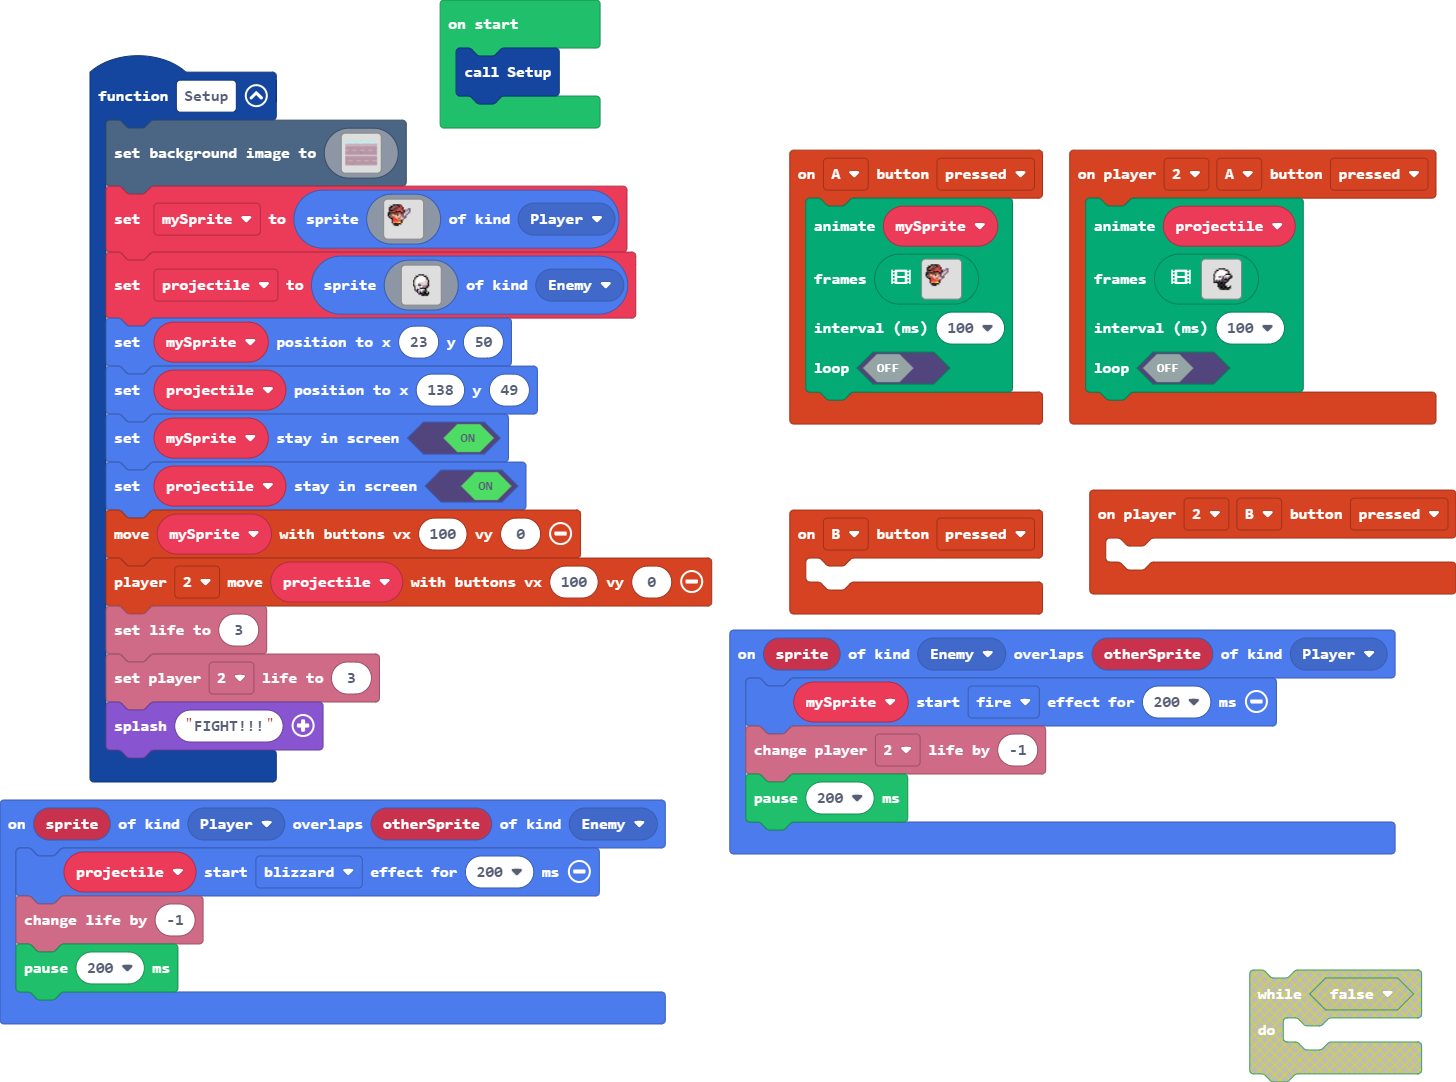 on start
call Setup
function Setup
set background image to
set mySprite to sprite of kind Player
set projectile to sprite of kind Enemy
set mySprite position to x 23 y 50
set projectile position to x 138 y 49
set mySprite stay in screen ON
set projectile stay in screen ON
move mySprite with buttons vx 100 vy 0
player 2 move projectile with buttons vx 100 vy 0
set life to 3
set player 2 life to 3
splash "FIGHT!!!"
on A button pressed
animate mySprite
frames
interval (ms) 100
loop OFF
on player 2 A button pressed
animate projectile
frames
interval (ms) 100
loop OFF
on B button pressed
on player 2 B button pressed
on sprite of kind Enemy overlaps otherSprite of kind Player
mySprite start fire effect for 200 ms
change player 2 life by -1
pause 200 ms
on sprite of kind Player overlaps otherSprite of kind Enemy
projectile start blizzard effect for 200 ms
change life by -1
pause 200 ms
while false
do